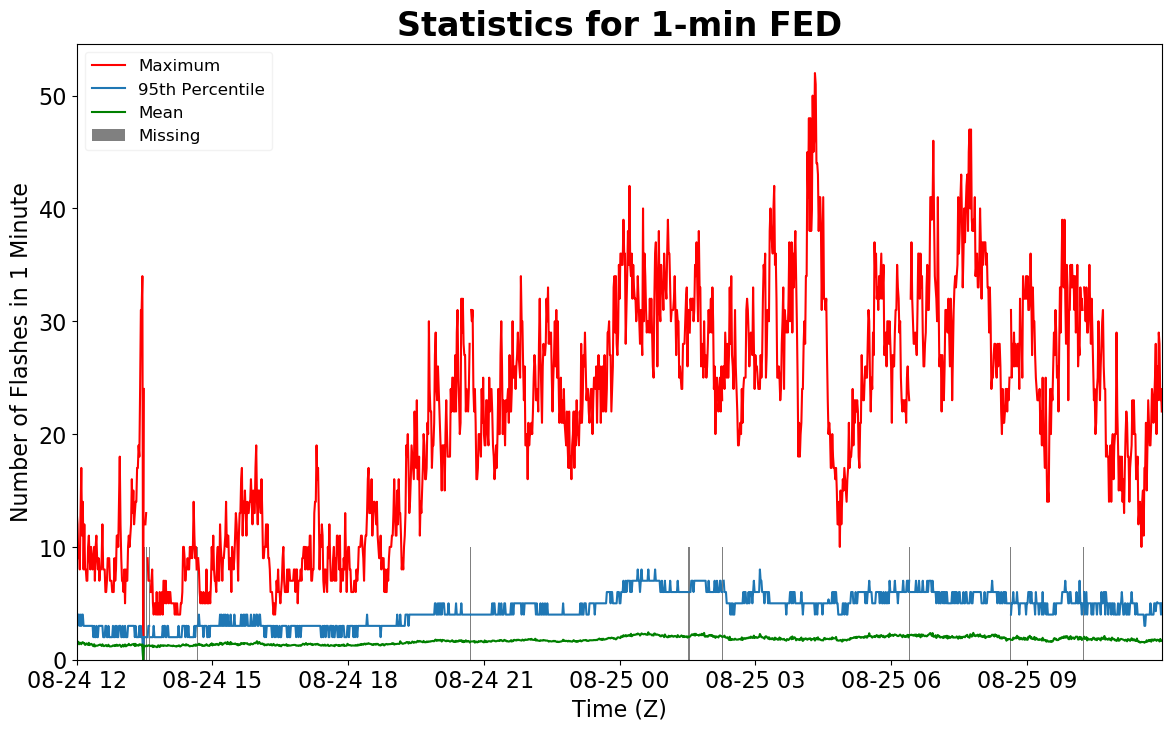 Statistics for 1-min FED
Maximum
95th Percentile
Mean
Missing
Number of Flashes in 1 Minute
50
40
30
20
10
0
08-24 12 08-24 15 08-24 18 08-24 21 08-25 00 08-25 03 08-25 06 08-25 09
Time (Z)